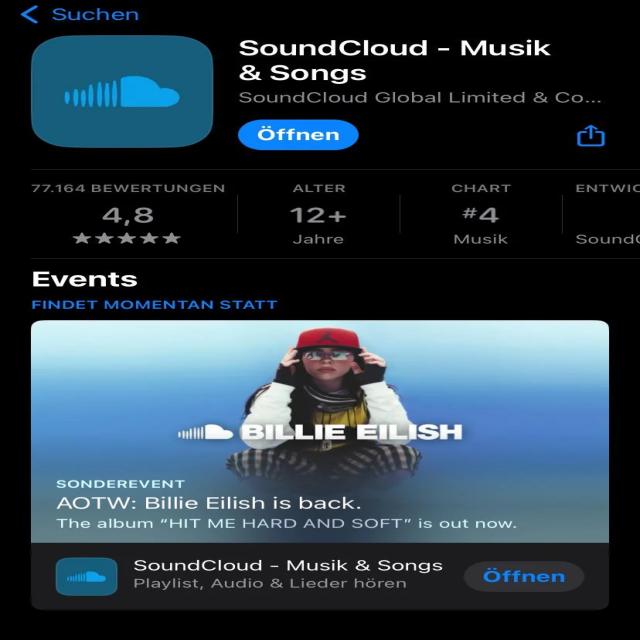 Suchen
SoundCloud - Musik
& Songs
SoundCloud Global Limited & Co...
Öffnen
77.164 BEWERTUNGEN
4,8
ALTER
12+
Jahre
CHART
#4
Musik
ENTWIC
SoundC
Events
FINDET MOMENTAN STATT
BILLIE EILISH
SONDEREVENT
AOTW: Billie Eilish is back.
The album “HIT ME HARD AND SOFT” is out now.
SoundCloud - Musik & Songs
Playlist, Audio & Lieder hören
Öffnen